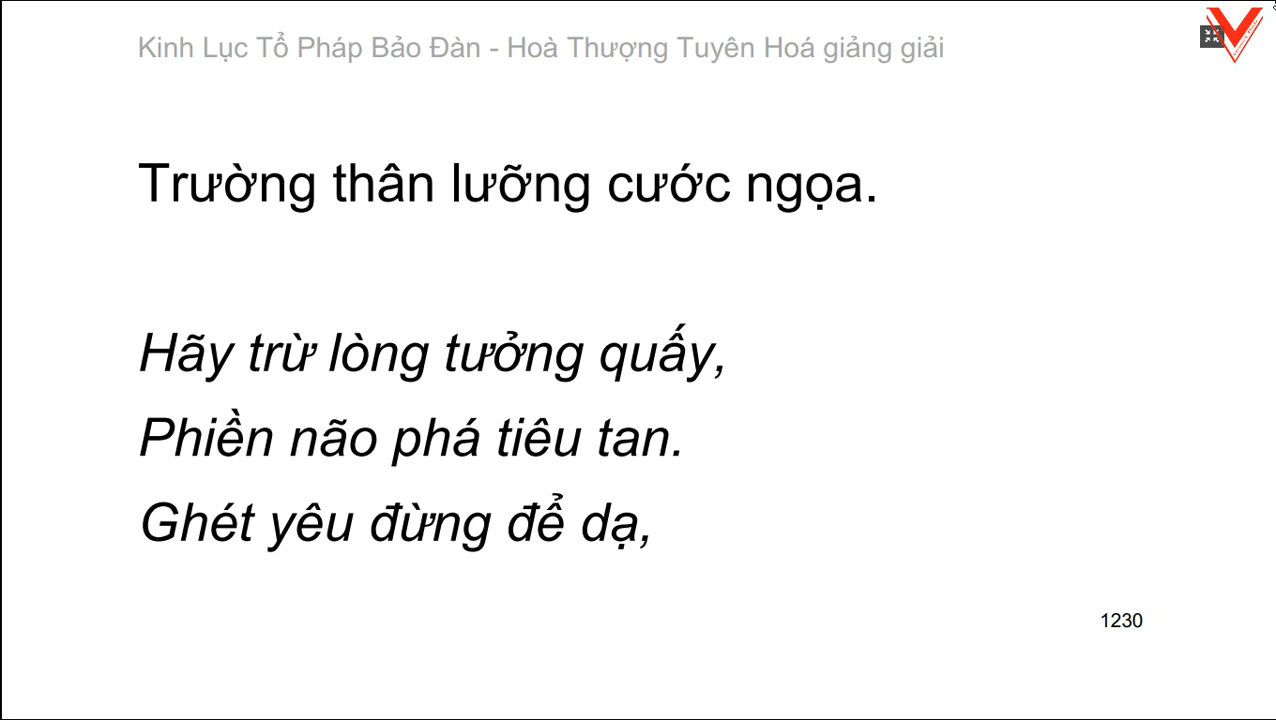 Kinh Lục Tổ Pháp Bảo Đàn - Hoà Thượng Tuyên Hoá giảng giải
Trường thân lưỡng cước ngọa.
Hãy trừ lòng tưởng quấy,
Phiền não phá tiêu tan.
Ghét yêu đừng để dạ,
1230